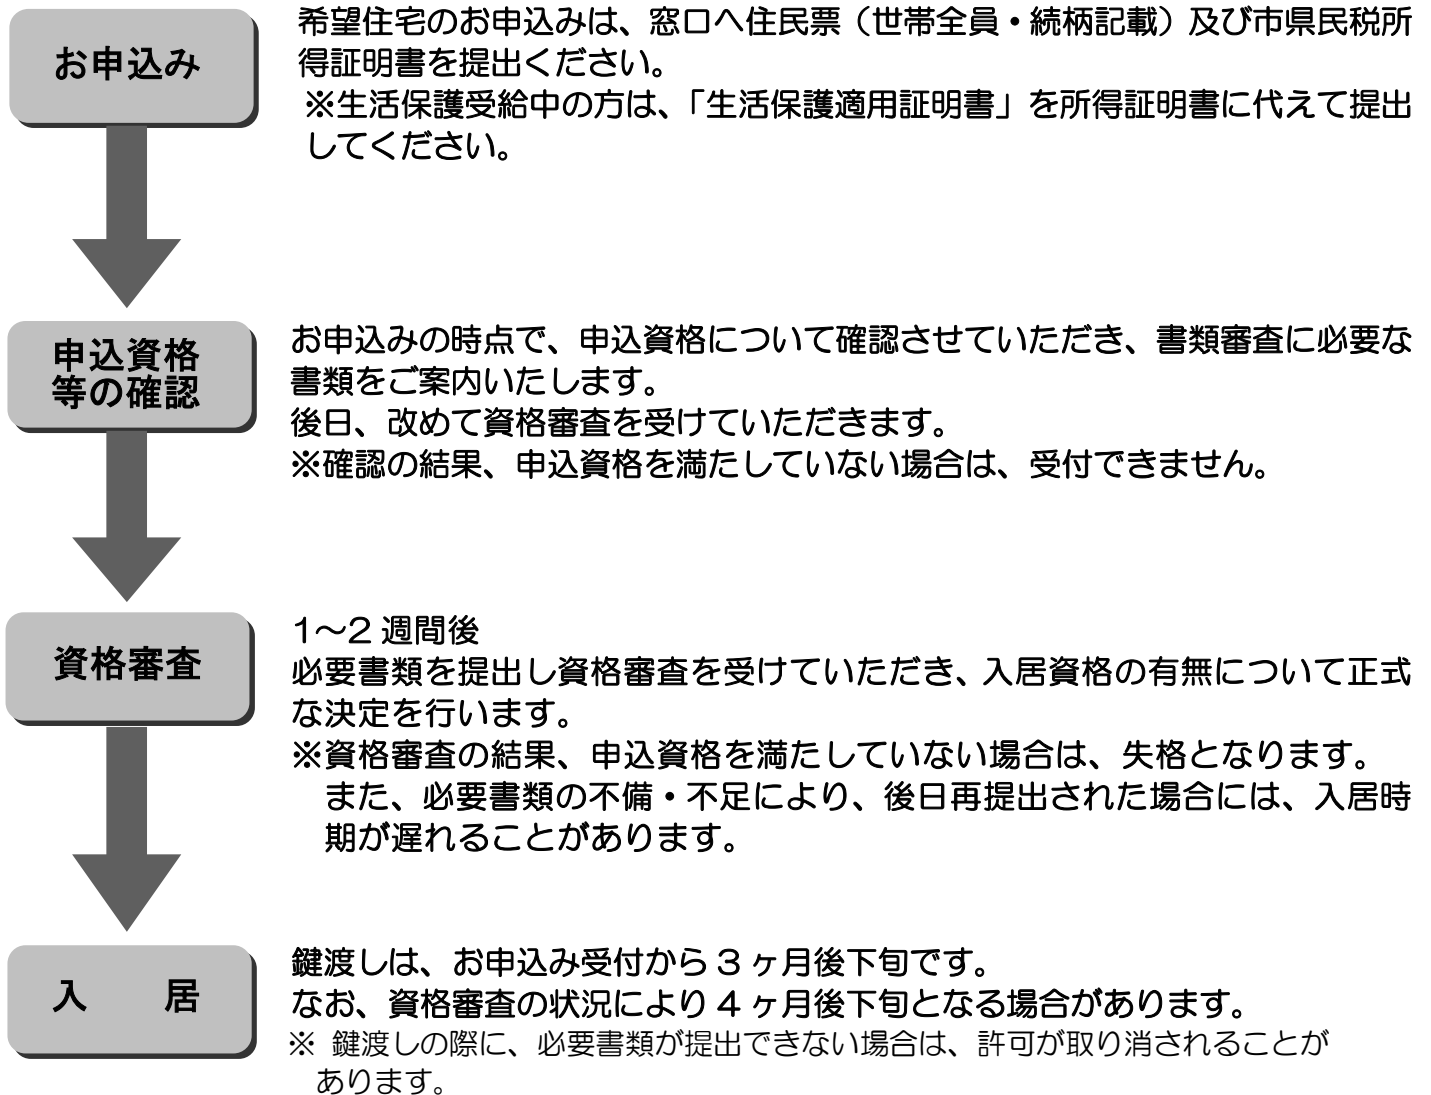 お申込み
希望住宅のお申込みは、窓口へ住民票（世帯全員・続柄記載）及び市県民税所
得証明書を提出ください。
※生活保護受給中の方は、「生活保護適用証明書」を所得証明書に代えて提出
してください。
申込資格
等の確認
お申込みの時点で、申込資格について確認させていただき、書類審査に必要な
書類をご案内いたします。
後日、改めて資格審査を受けていただきます。
※確認の結果、申込資格を満たしていない場合は、受付できません。
資格審査
1～2 週間後
必要書類を提出し資格審査を受けていただき、入居資格の有無について正式
な決定を行います。
※資格審査の結果、申込資格を満たしていない場合は、失格となります。
また、必要書類の不備・不足により、後日再提出された場合には、入居時
期が遅れることがあります。
入　居
鍵渡しは、お申込み受付から 3 ヶ月後下旬です。
なお、資格審査の状況により 4 ヶ月後下旬となる場合があります。
※ 鍵渡しの際に、必要書類が提出できない場合は、許可が取り消されることが
あります。